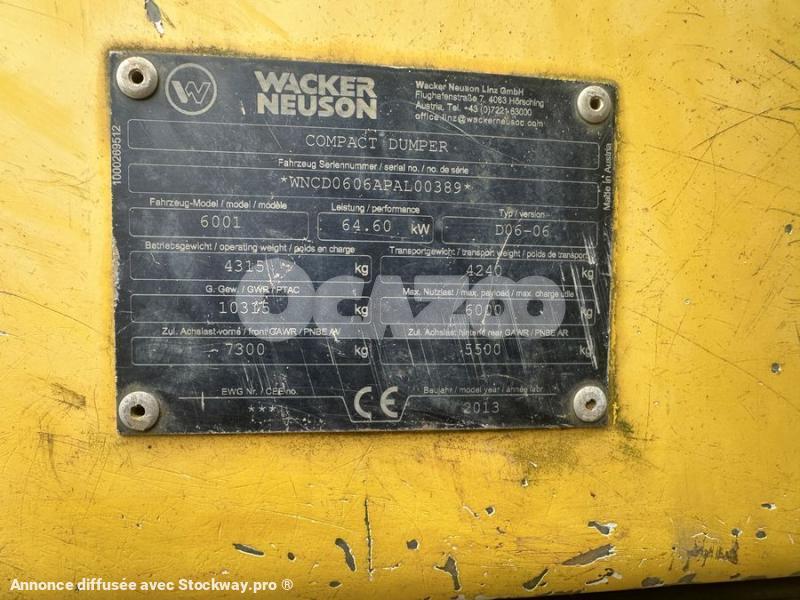 W
WACKER
NEUSON
Wacker Neuson Linz GmbH
Flughafenstraße 7, 4063 Hörsching
Austria, Tel. +43 (0)7221 63000
office.linz@wackerneuson.com
1000269512
COMPACT DUMPER
Fahrzeug Seriennummer / serial no. / no. de série
*WNCD0606APAL00389*
Made in Austria
Fahrzeug-Model / model / modèle
6001
Leistung / performance
64.60 kW
Typ / version
D06-06
Betriebsgewicht / operating weight / poids en charge
4315 kg
Transportgewicht / transport weight / poids de transport
4240 kg
G. Gew. / GWR / PTAC
10315 kg
Max. Nutzlast / max. payload / max. charge utile
6000 kg
Zul. Achslast-vorne / front GAWR / PNBE AV
7300 kg
Zul. Achslast hinten / rear GAWR / PNBE AR
5500 kg
EWG Nr. / CEE no.
***
CE
Baujahr / model year / année fabr.
2013
OCAZOO
Annonce diffusée avec Stockway.pro ®